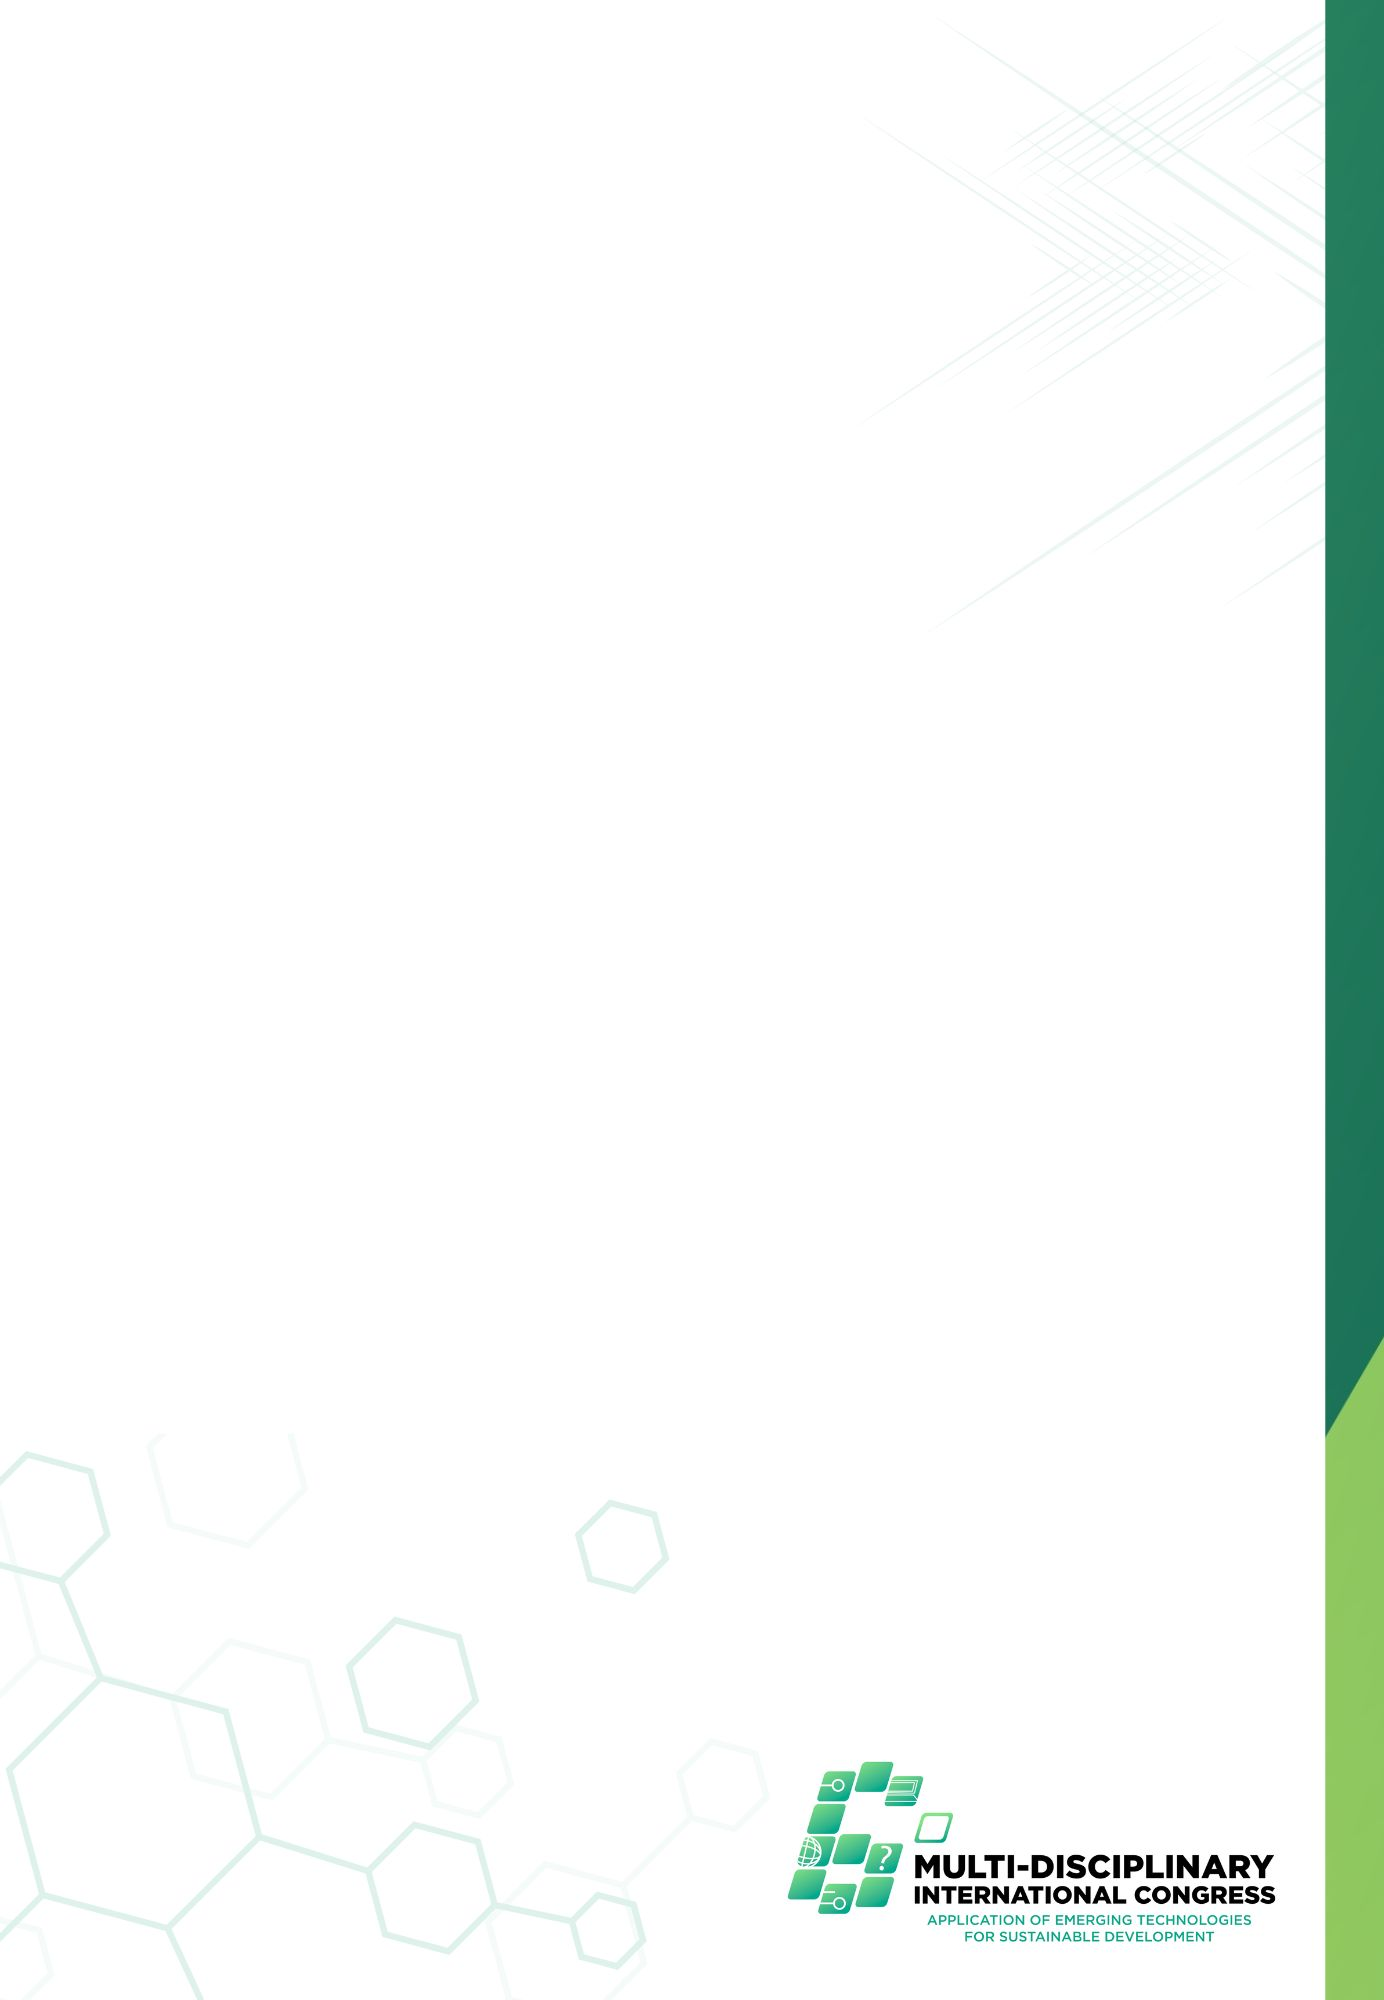 ?
MULTI-DISCIPLINARY
INTERNATIONAL CONGRESS
APPLICATION OF EMERGING TECHNOLOGIES
FOR SUSTAINABLE DEVELOPMENT